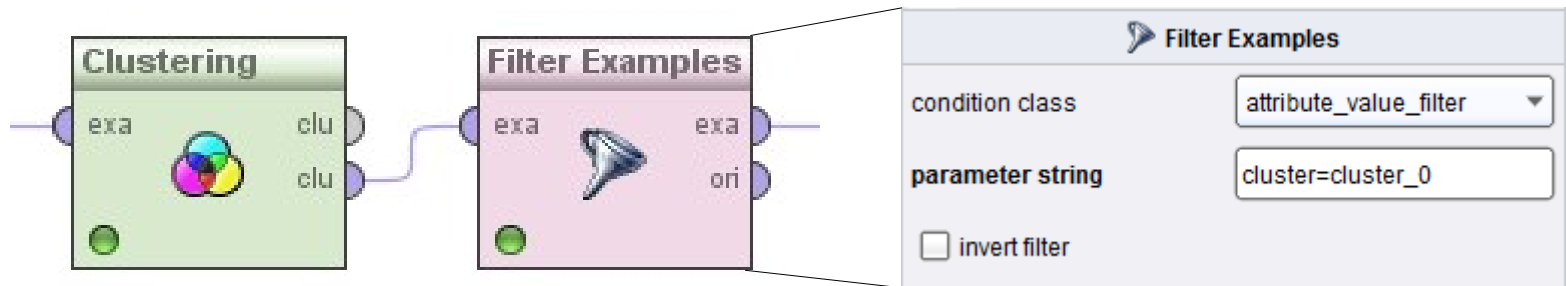 Clustering
exa clu
clu
Filter Examples
exa exa
ori
Filter Examples
condition class attribute_value_filter
parameter string cluster=cluster_0
invert filter